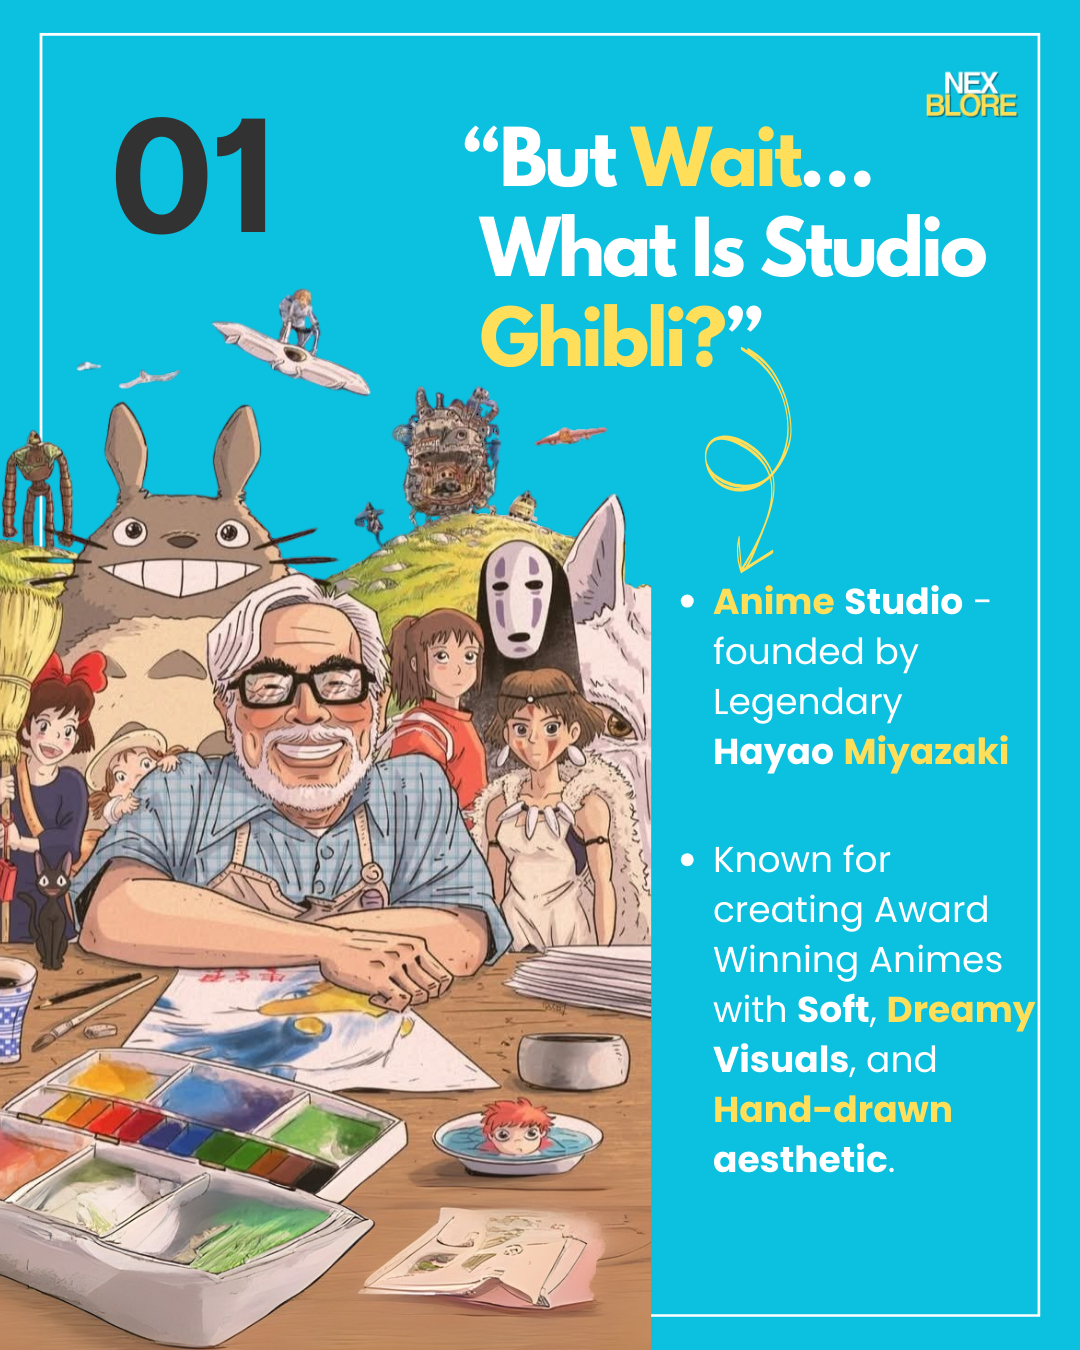 NEX
BLORE
01
“But Wait...
What Is Studio
Ghibli?”
• Anime Studio -
founded by
Legendary
Hayao Miyazaki
• Known for
creating Award
Winning Animes
with Soft, Dreamy
Visuals, and
Hand-drawn
aesthetic.